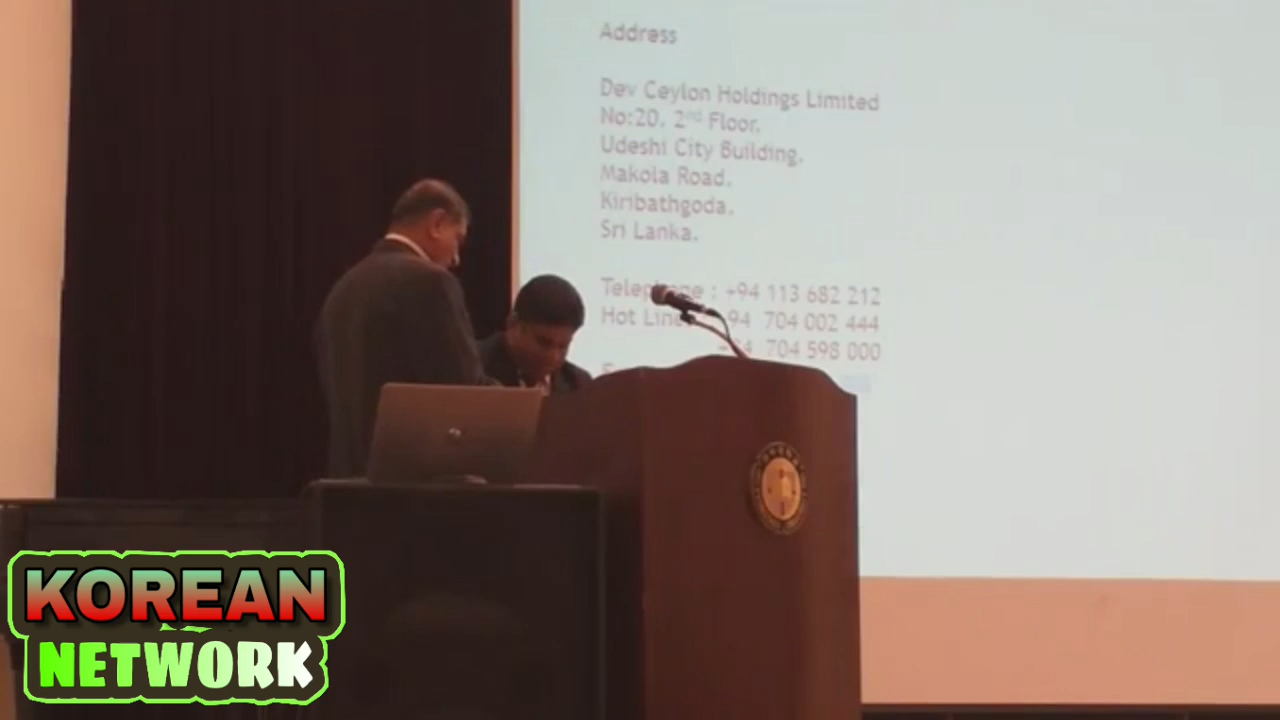 Address
Dev Ceylon Holdings Limited
No:20, 2nd Floor,
Udeshi City Building,
Makola Road,
Kiribathgoda,
Sri Lanka.
: +94 113 682 212
Hot Line 94 704 002 444
704 598 000
KOREAN
NETWORK